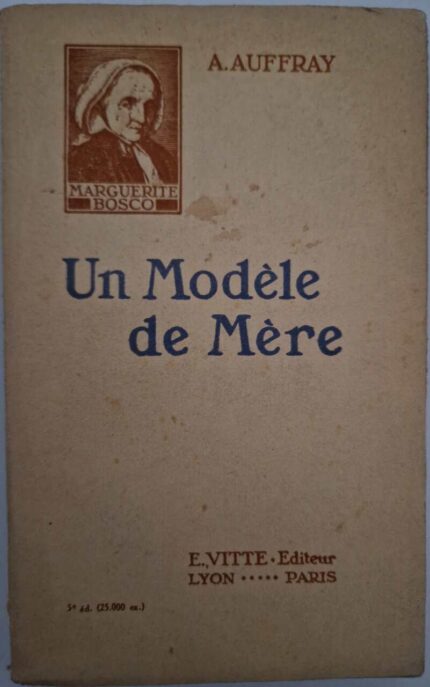 A. AUFFRAY
MARGUERITE
BOSCO
Un Modèle
de Mère
E. VITTE · Editeur
LYON ····· PARIS
5e éd. (25.000 ex.)